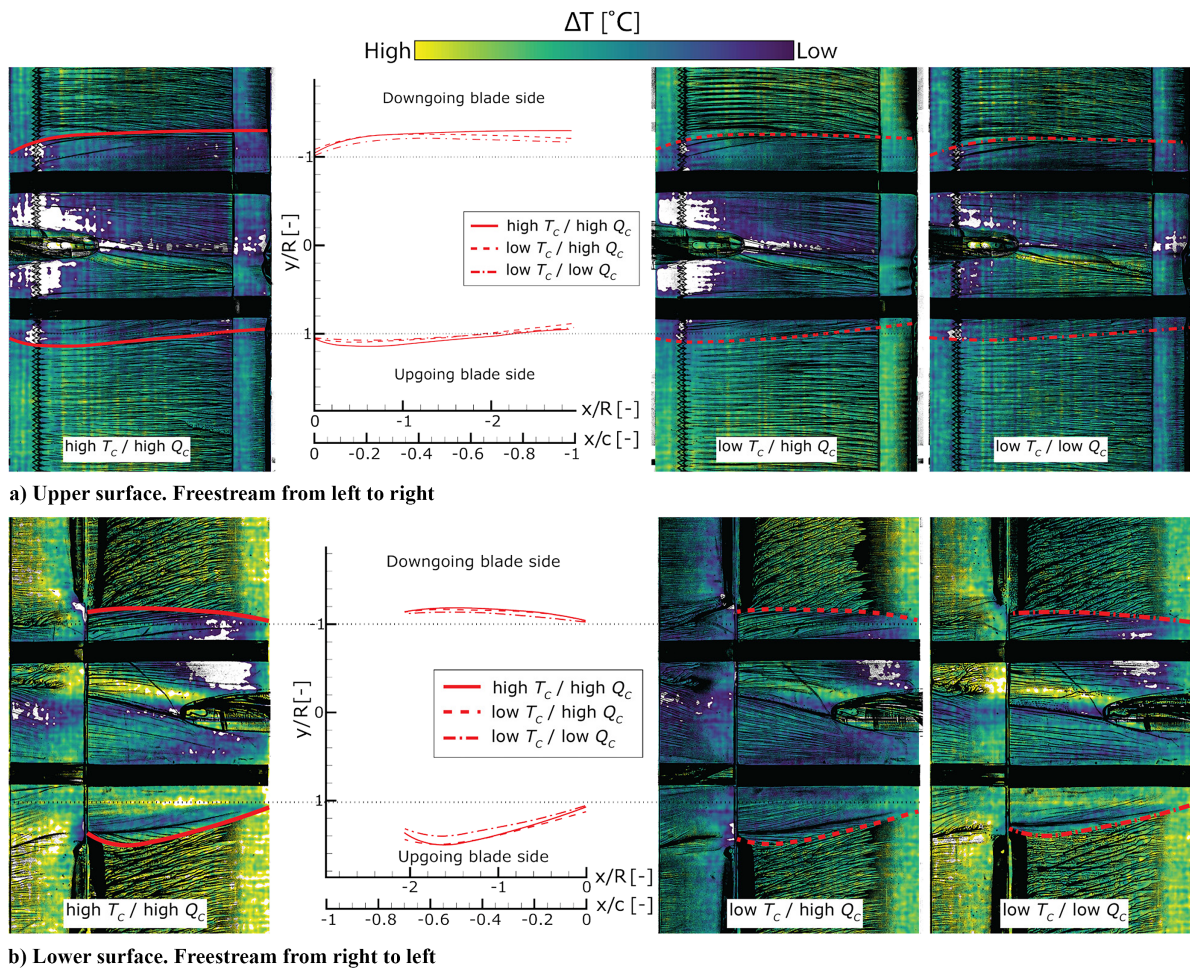 ΔT [˚C]
High
Low
Downgoing blade side
-1
y/R [-]
0
high T_c / high Q_c
low T_c / high Q_c
low T_c / low Q_c
1
Upgoing blade side
x/R [-]
0 -1 -2
x/c [-]
0 -0.2 -0.4 -0.6 -0.8 -1
high T_c / high Q_c
low T_c / high Q_c
low T_c / low Q_c
a) Upper surface. Freestream from left to right
Downgoing blade side
-1
y/R [-]
0
high T_c / high Q_c
low T_c / high Q_c
low T_c / low Q_c
1
Upgoing blade side
x/R [-]
-2 -1 0
x/c [-]
-1 -0.8 -0.6 -0.4 -0.2 0
high T_c / high Q_c
low T_c / high Q_c
low T_c / low Q_c
b) Lower surface. Freestream from right to left